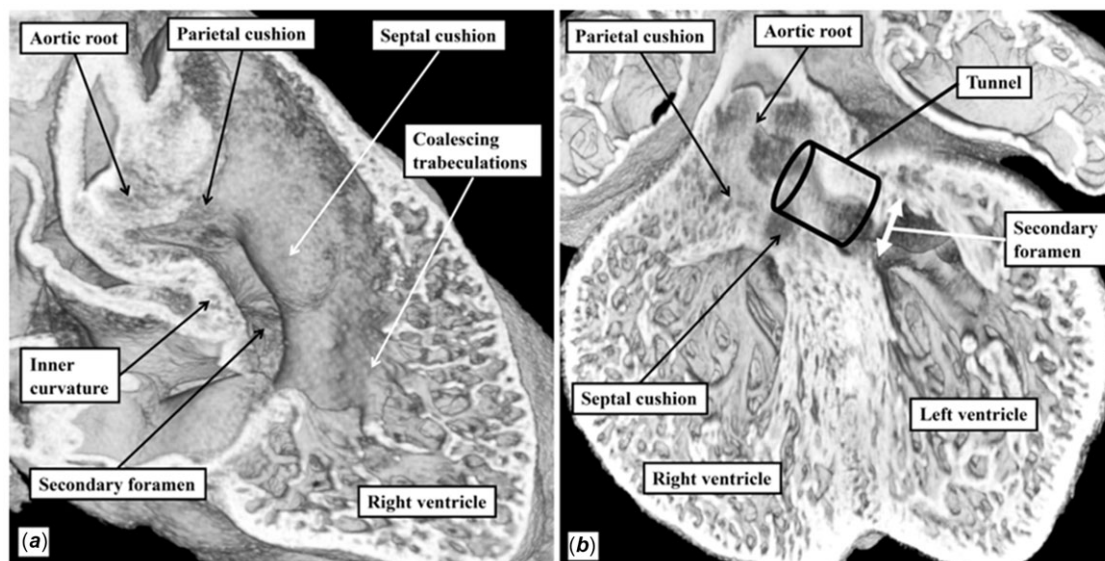 Aortic root
Parietal cushion
Septal cushion
Coalescing
trabeculations
Inner
curvature
Secondary foramen
Right ventricle
(a)
Parietal cushion
Aortic root
Tunnel
Secondary
foramen
Septal cushion
Left ventricle
Right ventricle
(b)